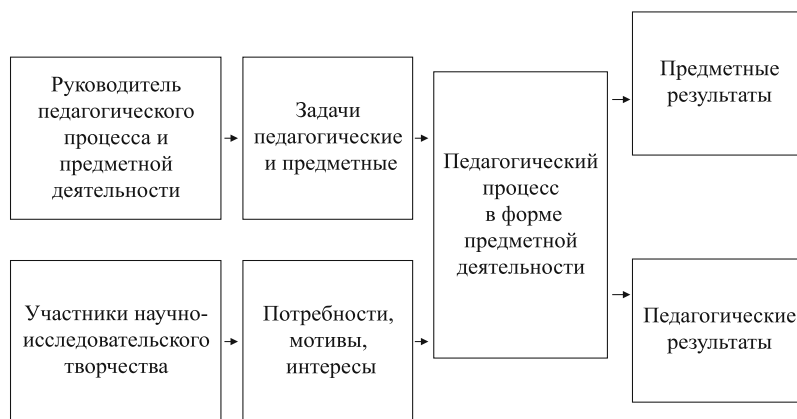 Руководитель
педагогического
процесса и
предметной
деятельности
Задачи
педагогические
и предметные
Педагогический
процесс
в форме
предметной
деятельности
Предметные
результаты
Участники научно-
исследовательского
творчества
Потребности,
мотивы,
интересы
Педагогические
результаты